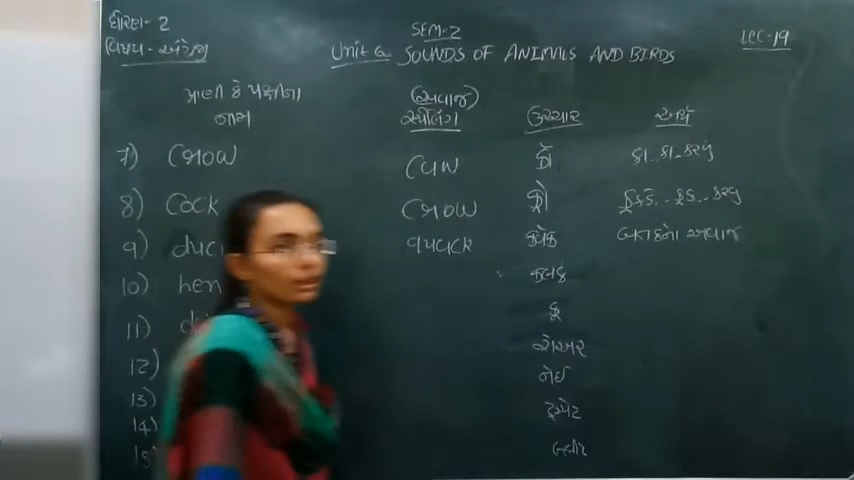 ધોરણ- 2
SEM-2
LEC-19
વિષય - અંગ્રેજી
Unit 6. SOUNDS OF ANIMALS AND BIRDS
પ્રાણી કે પક્ષીના નામ
(અવાજ) સ્પેલિંગ
ઉચ્ચાર
અર્થ
7) crow caw કૉ કા..કા..કરવું
8) cock crow ક્રૉ કૂકડે..કૂક..કરવું
9) duc quack ક્વેક બતકનો અવાજ
10) hen ક્લક
11) d કૂ
12) રોઅર
13) નેઈ
14) ટ્રમ્પેટ
15)